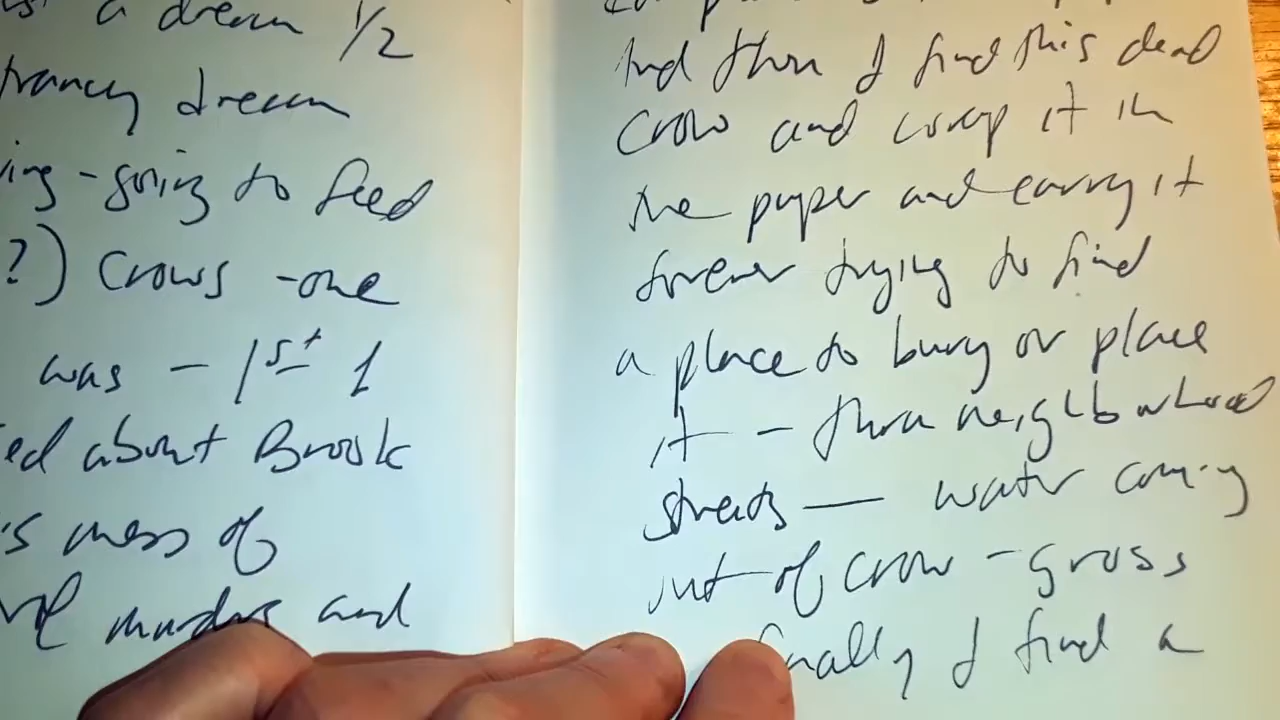 a dream 1/2
dream
-going to feed
?) Crows -one
was - 1st 1
about Brook
mess of
and
And then I find this dead
crow and wrap it in
the paper and carry it
forever trying to find
a place to bury or place
it - thru neighborhood
streets — water coming
out of crow - gross
finally I find a